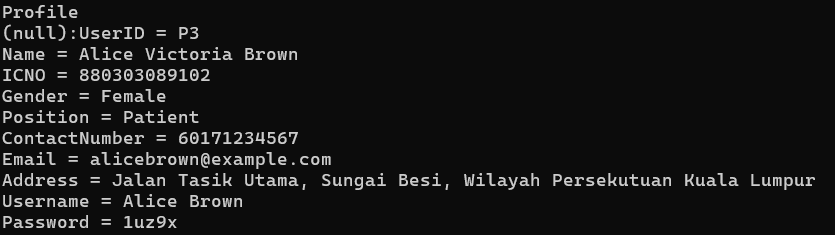 Profile
(null):UserID = P3
Name = Alice Victoria Brown
ICNO = 880303089102
Gender = Female
Position = Patient
ContactNumber = 60171234567
Email = alicebrown@example.com
Address = Jalan Tasik Utama, Sungai Besi, Wilayah Persekutuan Kuala Lumpur
Username = Alice Brown
Password = 1uz9x